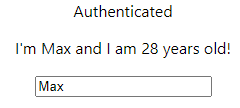 Authenticated
I'm Max and I am 28 years old!
Max